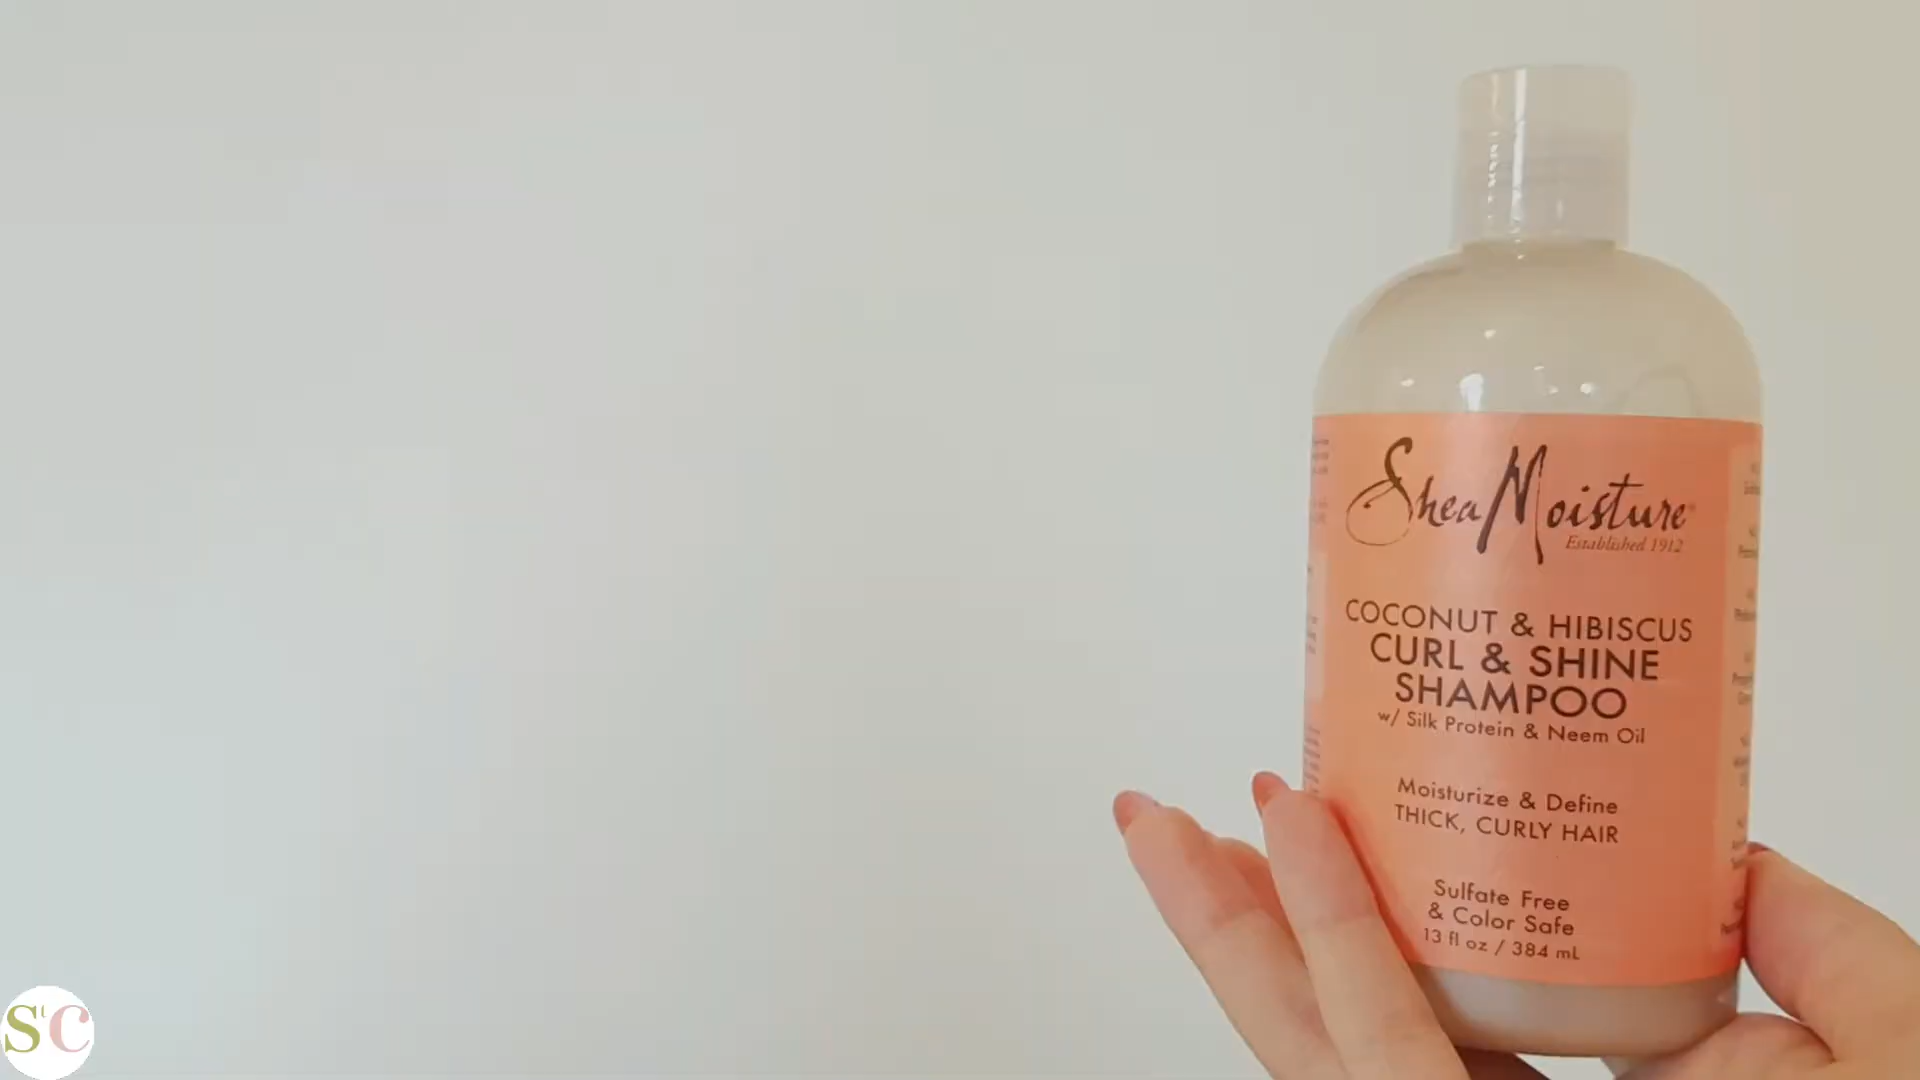 SheaMoisture
Established 1912
COCONUT & HIBISCUS
CURL & SHINE
SHAMPOO
w/ Silk Protein & Neem Oil
Moisturize & Define
THICK, CURLY HAIR
Sulfate Free
& Color Safe
13 fl oz / 384 mL
StC